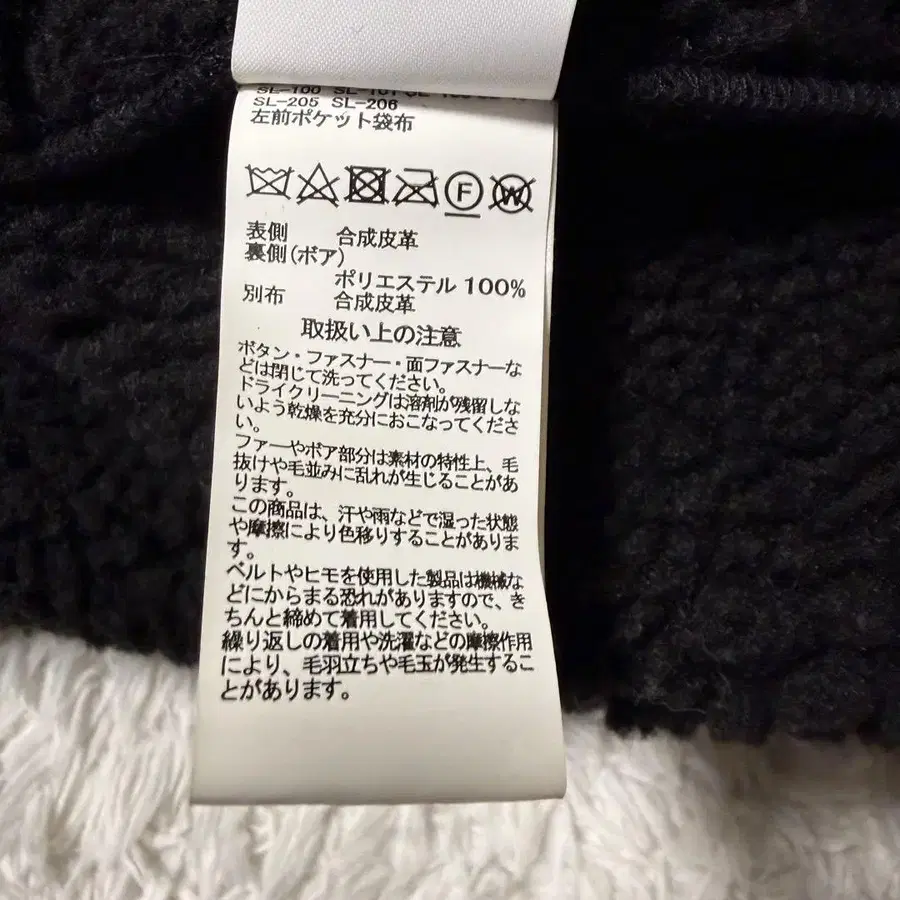 SL-205 SL-206
左前ポケット袋布
F W
表側 合成皮革
裏側(ボア)
ポリエステル 100%
別布 合成皮革
取扱い上の注意
ボタン・ファスナー・面ファスナーな
どは閉じて洗ってください。
ドライクリーニングは溶剤が残留しな
いよう乾燥を充分におこなってくださ
い。
ファーやボア部分は素材の特性上、毛
抜けや毛並みに乱れが生じることがあ
ります。
この商品は、汗や雨などで湿った状態
や摩擦により色移りすることがありま
す。
ベルトやヒモを使用した製品は機械な
どにからまる恐れがありますので、き
ちんと締めて着用してください。
繰り返しの着用や洗濯などの摩擦作用
により、毛羽立ちや毛玉が発生するこ
とがあります。